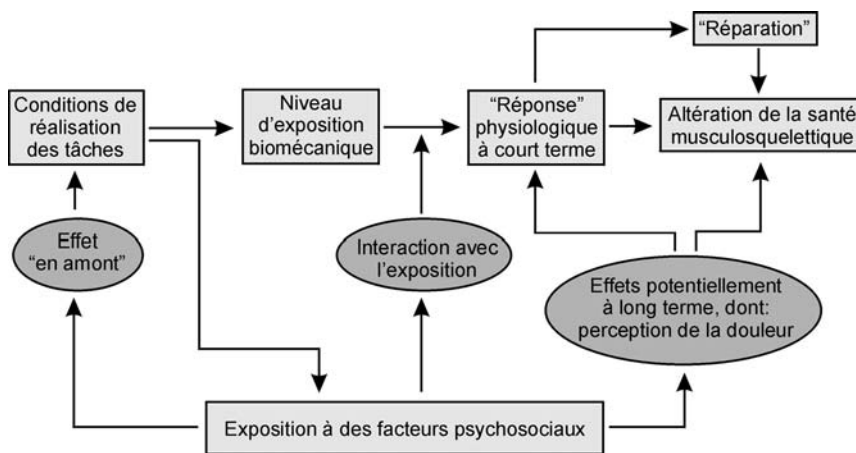 “Réparation”
Conditions de
réalisation
des tâches
Niveau
d’exposition
biomécanique
“Réponse”
physiologique
à court terme
Altération de la santé
musculosquelettique
Effet
“en amont”
Interaction avec
l’exposition
Effets potentiellement
à long terme, dont:
perception de la douleur
Exposition à des facteurs psychosociaux